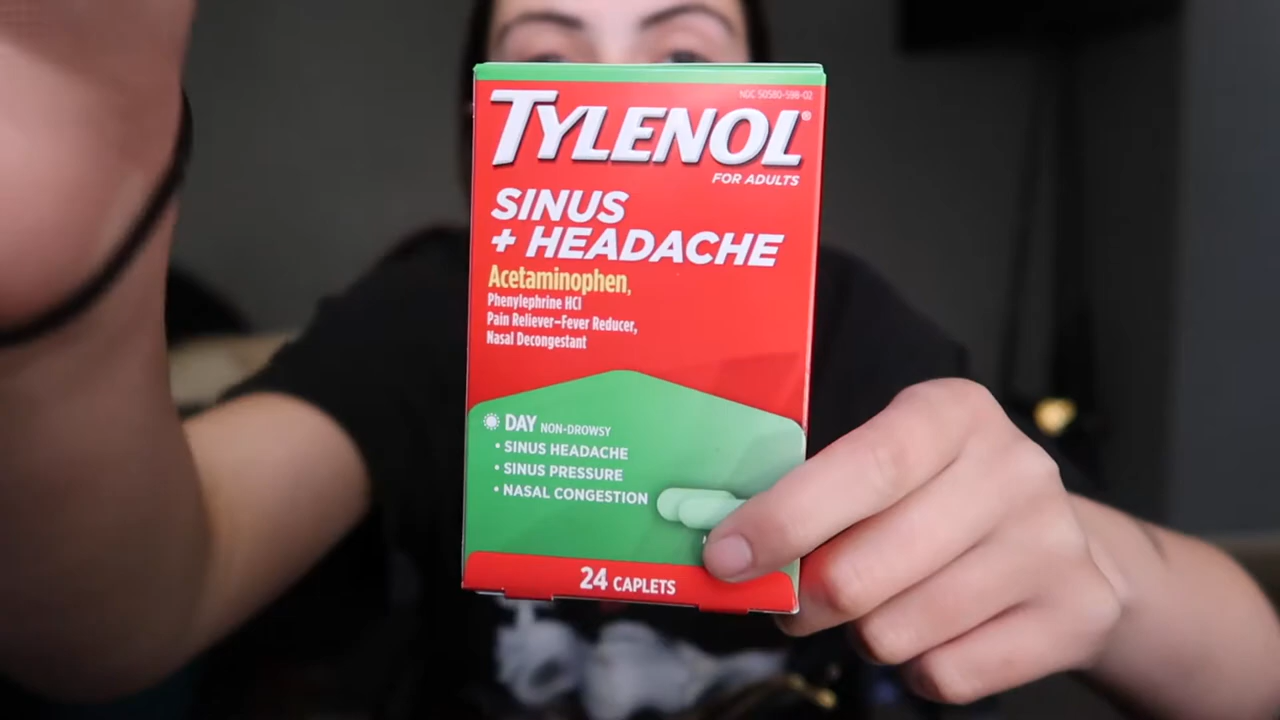 NDC 50580-598-02
TYLENOL®
FOR ADULTS
SINUS
+ HEADACHE
Acetaminophen,
Phenylephrine HCl
Pain Reliever–Fever Reducer,
Nasal Decongestant
DAY NON-DROWSY
• SINUS HEADACHE
• SINUS PRESSURE
• NASAL CONGESTION
24 CAPLETS